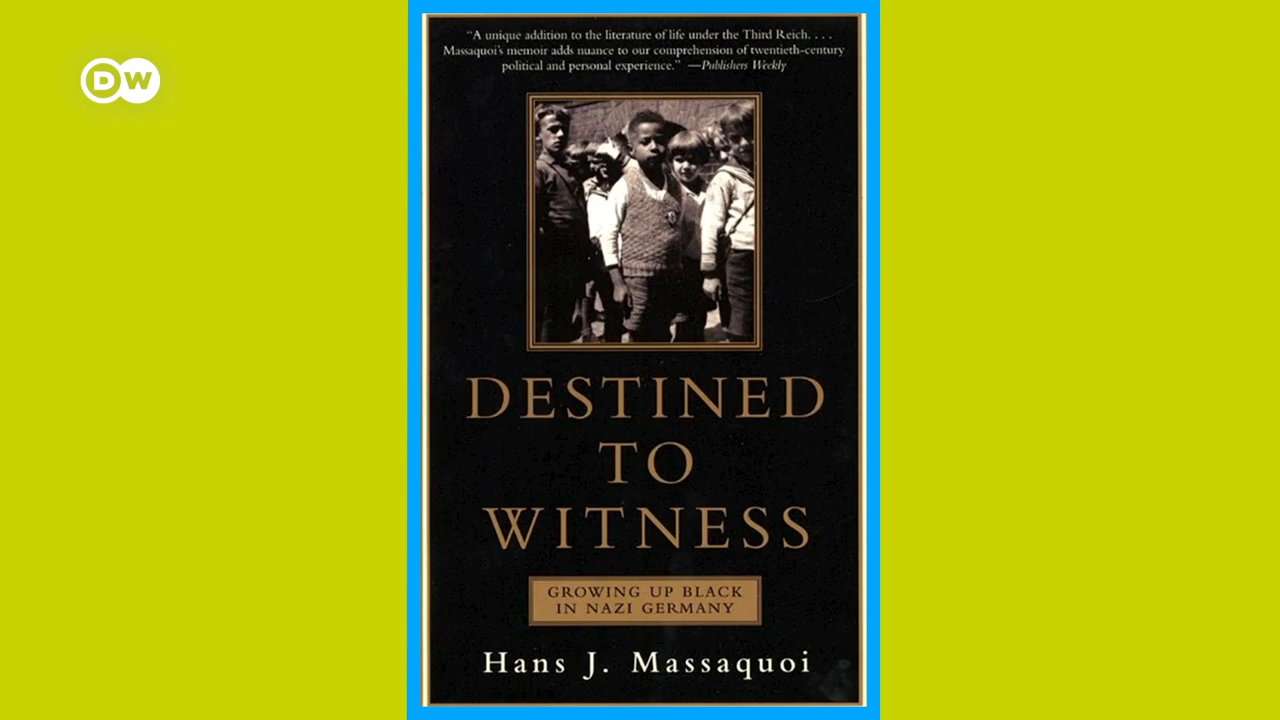 DW
“A unique addition to the literature of life under the Third Reich. . . .
Massaquoi’s memoir adds nuance to our comprehension of twentieth-century
political and personal experience.” —Publishers Weekly
DESTINED
TO
WITNESS
GROWING UP BLACK
IN NAZI GERMANY
Hans J. Massaquoi